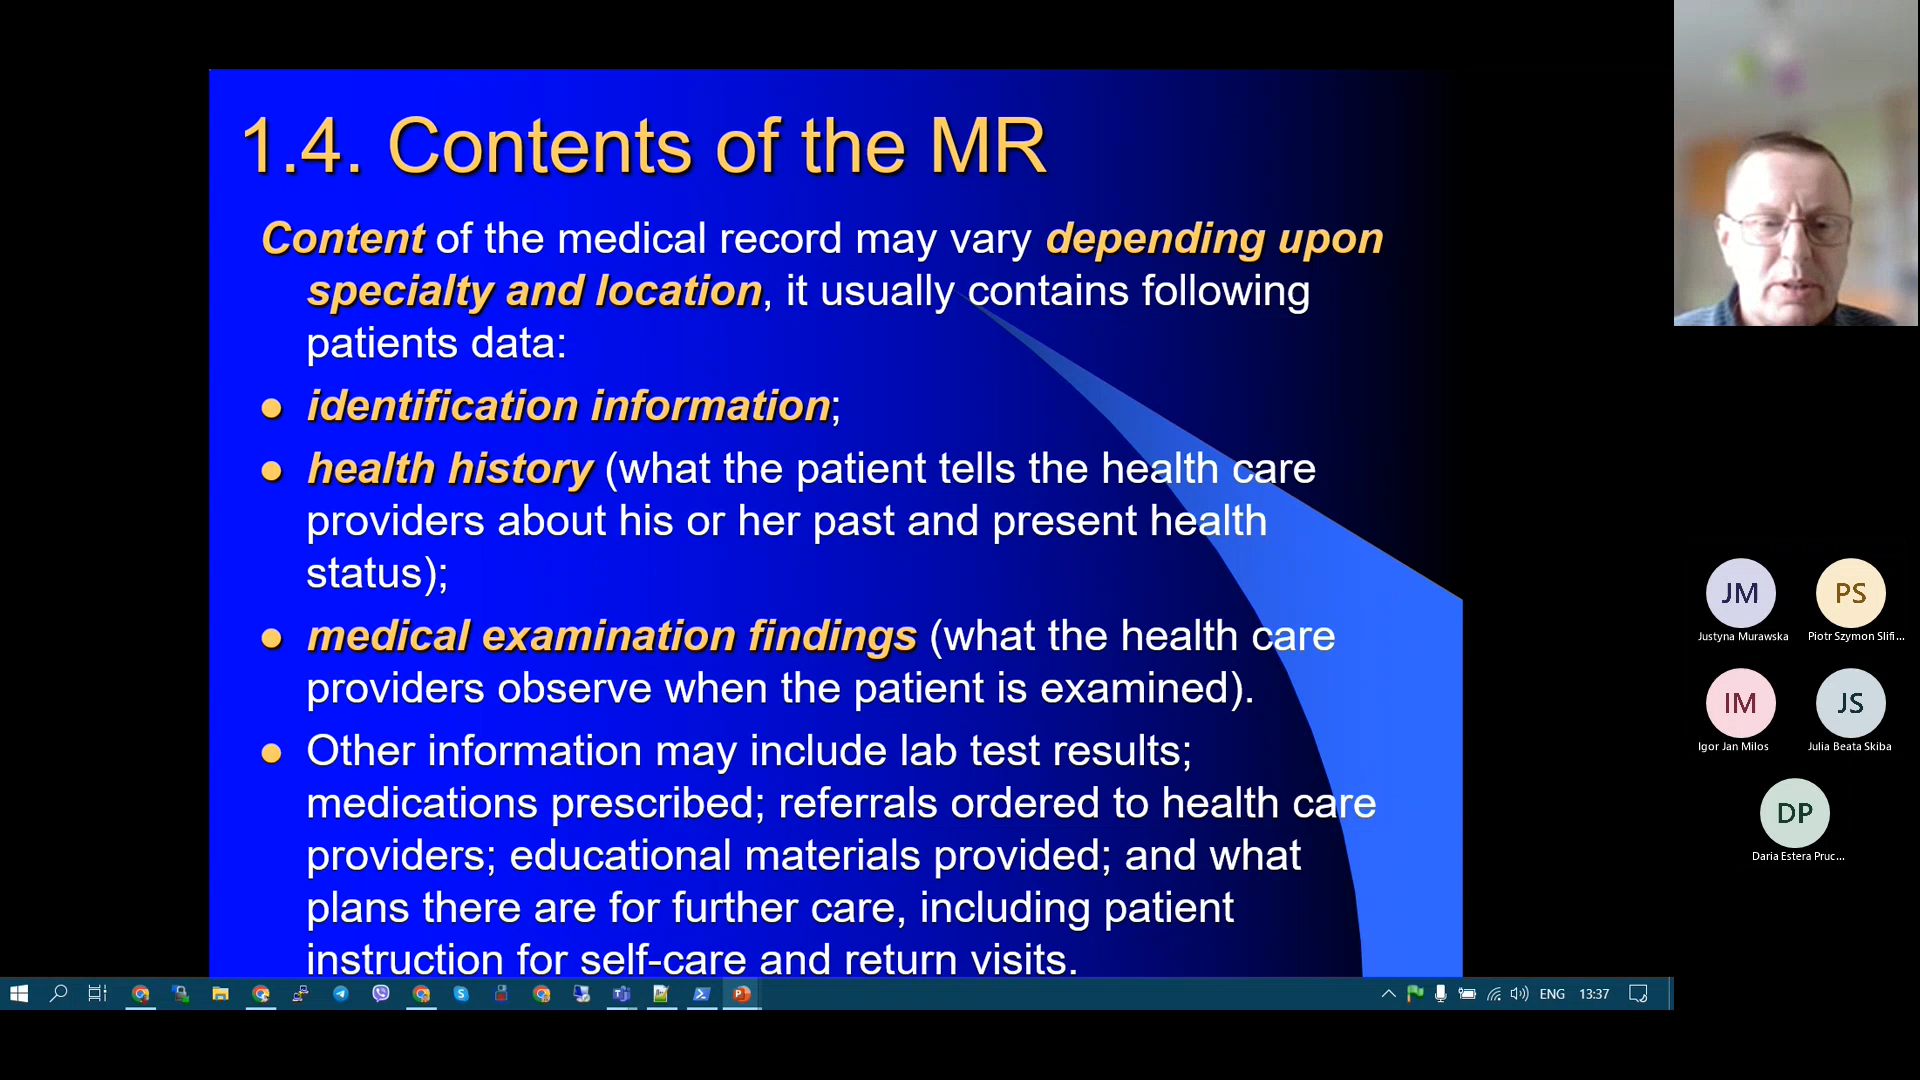 1.4. Contents of the MR
Content of the medical record may vary depending upon
specialty and location, it usually contains following
patients data:
identification information;
health history (what the patient tells the health care
providers about his or her past and present health
status);
medical examination findings (what the health care
providers observe when the patient is examined).
Other information may include lab test results;
medications prescribed; referrals ordered to health care
providers; educational materials provided; and what
plans there are for further care, including patient
instruction for self-care and return visits.
JM
PS
Justyna Murawska
Piotr Szymon Slifi...
IM
JS
Igor Jan Milos
Julia Beata Skiba
DP
Daria Estera Pruc...
ENG
13:37